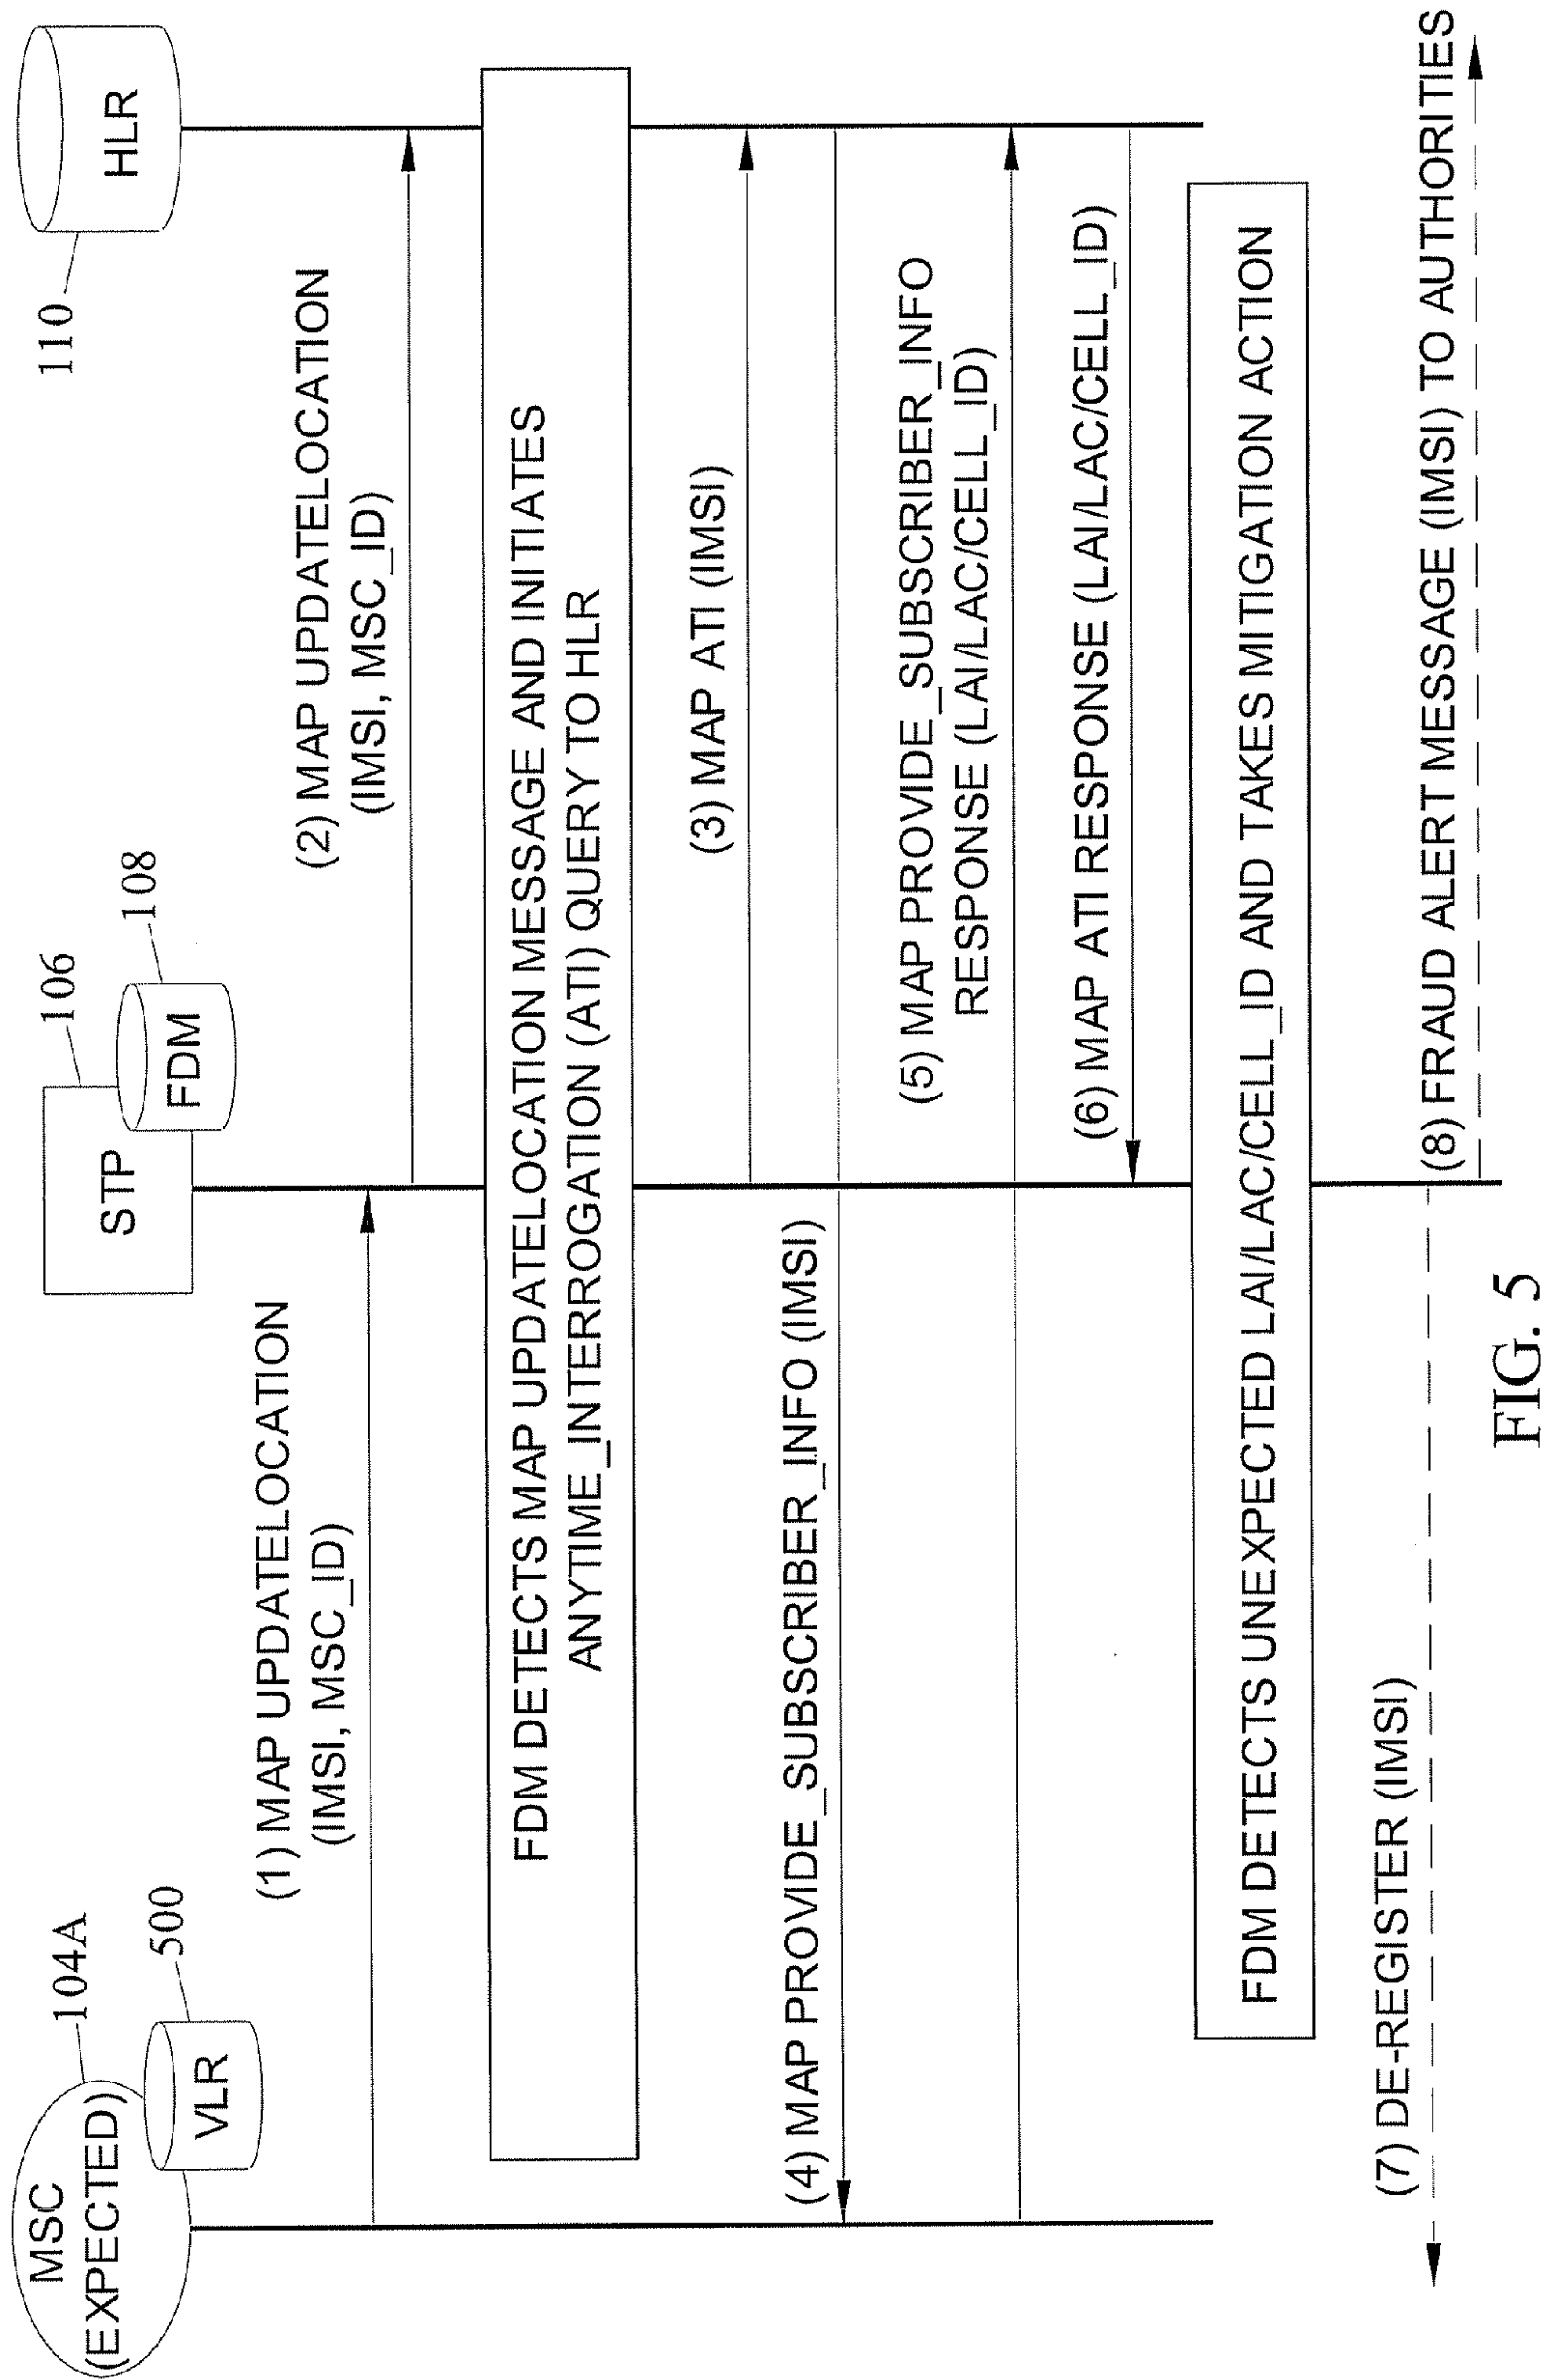 MSC
(EXPECTED)
104A
VLR
500
STP
106
FDM
108
HLR
110
(1) MAP UPDATELOCATION
(IMSI, MSC_ID)
(2) MAP UPDATELOCATION
(IMSI, MSC_ID)
FDM DETECTS MAP UPDATELOCATION MESSAGE AND INITIATES
ANYTIME_INTERROGATION (ATI) QUERY TO HLR
(3) MAP ATI (IMSI)
(4) MAP PROVIDE_SUBSCRIBER_INFO (IMSI)
(5) MAP PROVIDE_SUBSCRIBER_INFO
RESPONSE (LAI/LAC/CELL_ID)
(6) MAP ATI RESPONSE (LAI/LAC/CELL_ID)
FDM DETECTS UNEXPECTED LAI/LAC/CELL_ID AND TAKES MITIGATION ACTION
(7) DE-REGISTER (IMSI)
(8) FRAUD ALERT MESSAGE (IMSI) TO AUTHORITIES
FIG. 5